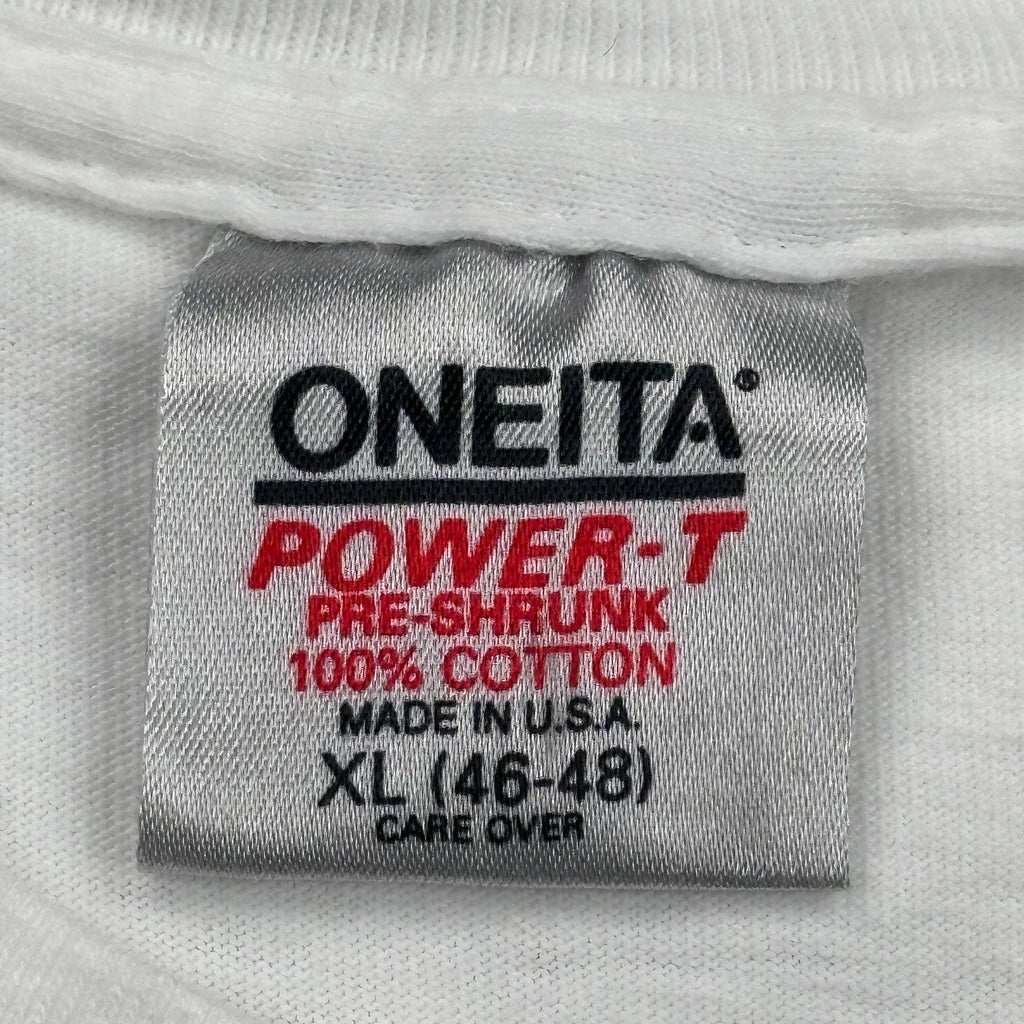 ONEITA®
POWER-T
PRE-SHRUNK
100% COTTON
MADE IN U.S.A.
XL (46-48)
CARE OVER